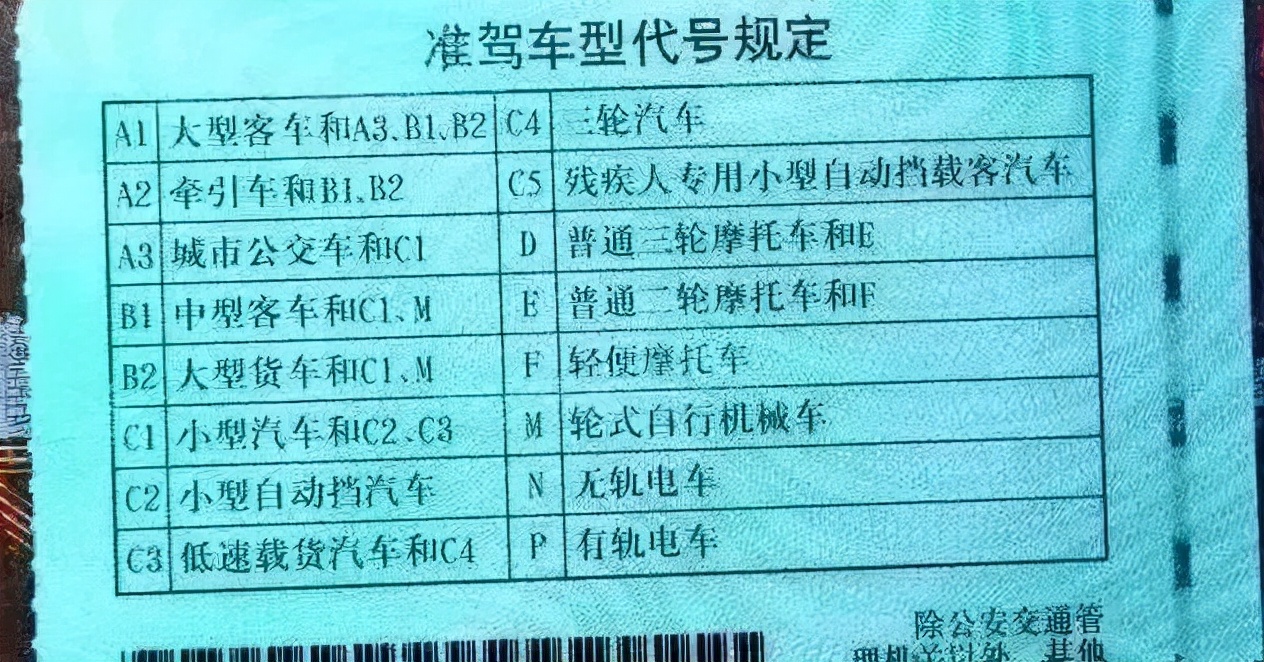 准驾车型代号规定
A1 大型客车和A3、B1、B2 C4 三轮汽车
A2 牵引车和B1、B2 C5 残疾人专用小型自动挡载客汽车
A3 城市公交车和C1 D 普通三轮摩托车和E
B1 中型客车和C1、M E 普通二轮摩托车和F
B2 大型货车和C1、M F 轻便摩托车
C1 小型汽车和C2、C3 M 轮式自行机械车
C2 小型自动挡汽车 N 无轨电车
C3 低速载货汽车和C4 P 有轨电车
除公安交通管
理机关以外，其他